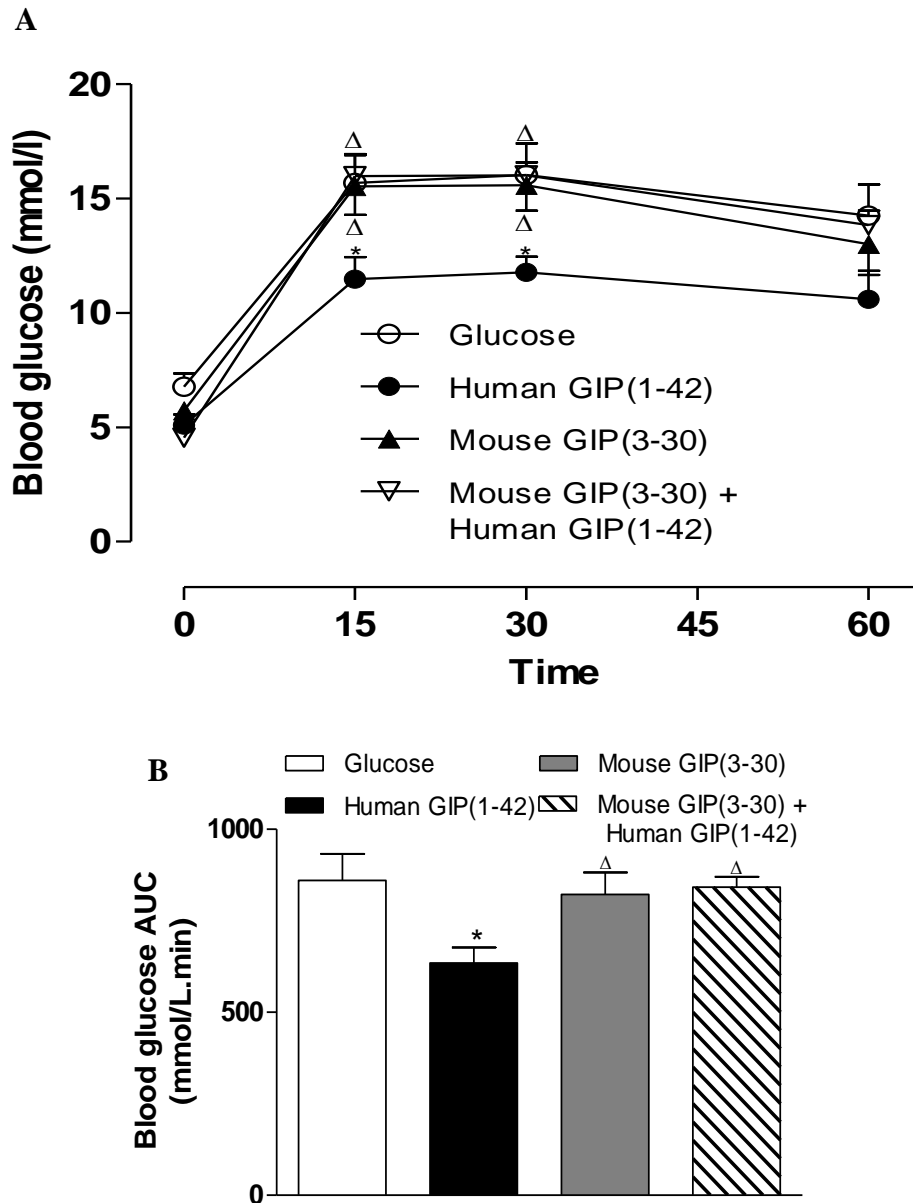 A
Blood glucose (mmol/l)
20
15
10
5
0
Δ
Δ
Δ
Δ
*
*
Glucose
Human GIP(1-42)
Mouse GIP(3-30)
Mouse GIP(3-30) +
Human GIP(1-42)
0
15
30
45
60
Time
B
Glucose
Mouse GIP(3-30)
Human GIP(1-42)
Mouse GIP(3-30) +
Human GIP(1-42)
Blood glucose AUC
(mmol/L.min)
1000
500
0
*
Δ
Δ